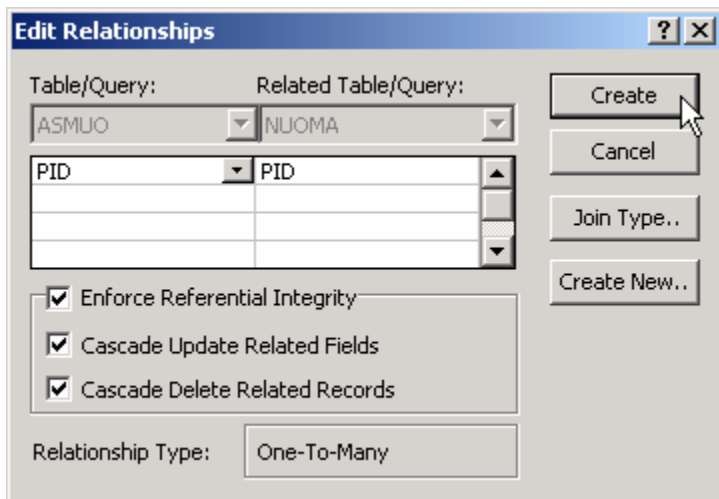 Edit Relationships
Table/Query: Related Table/Query:
ASMUO NUOMA
PID PID
Enforce Referential Integrity
Cascade Update Related Fields
Cascade Delete Related Records
Relationship Type: One-To-Many
Create
Cancel
Join Type..
Create New..